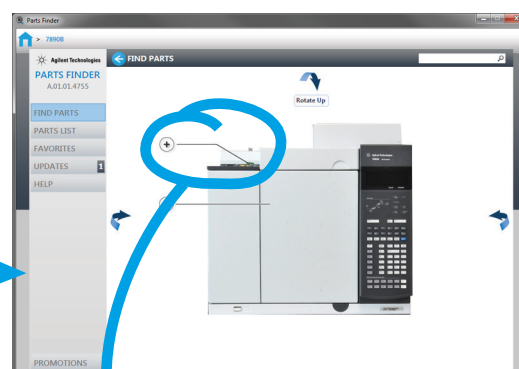 Parts Finder
> 7890B
Agilent Technologies
FIND PARTS
PARTS FINDER
A.01.01.4755
Rotate Up
FIND PARTS
PARTS LIST
FAVORITES
UPDATES 1
HELP
PROMOTIONS